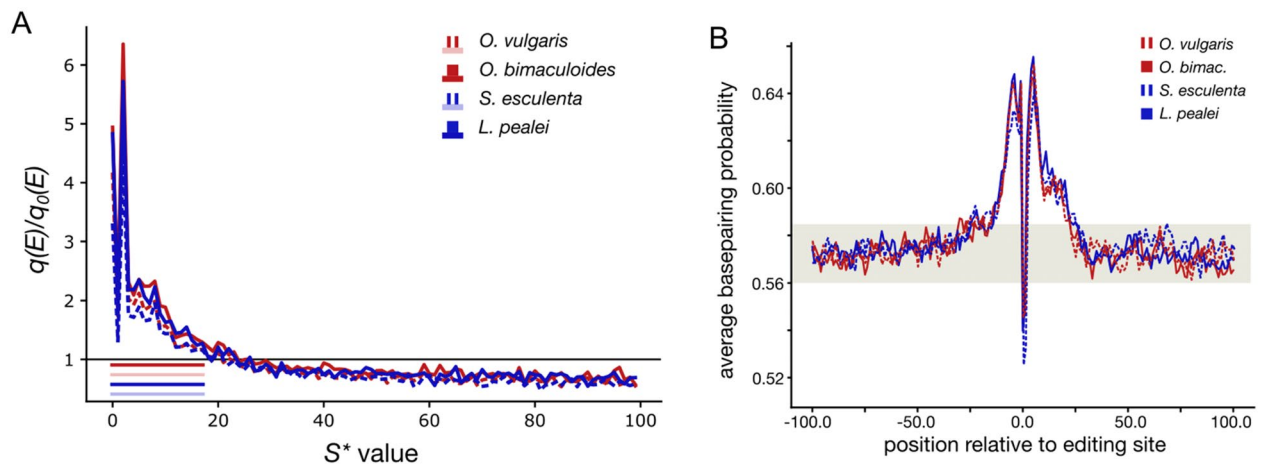 A
q(E)/q0(E)
6
5
4
3
2
1
0
20
40
60
80
100
S* value
O. vulgaris
O. bimaculoides
S. esculenta
L. pealei
B
average basepairing probability
0.64
0.60
0.56
0.52
-100.0
-50.0
0.0
50.0
100.0
position relative to editing site
O. vulgaris
O. bimac.
S. esculenta
L. pealei